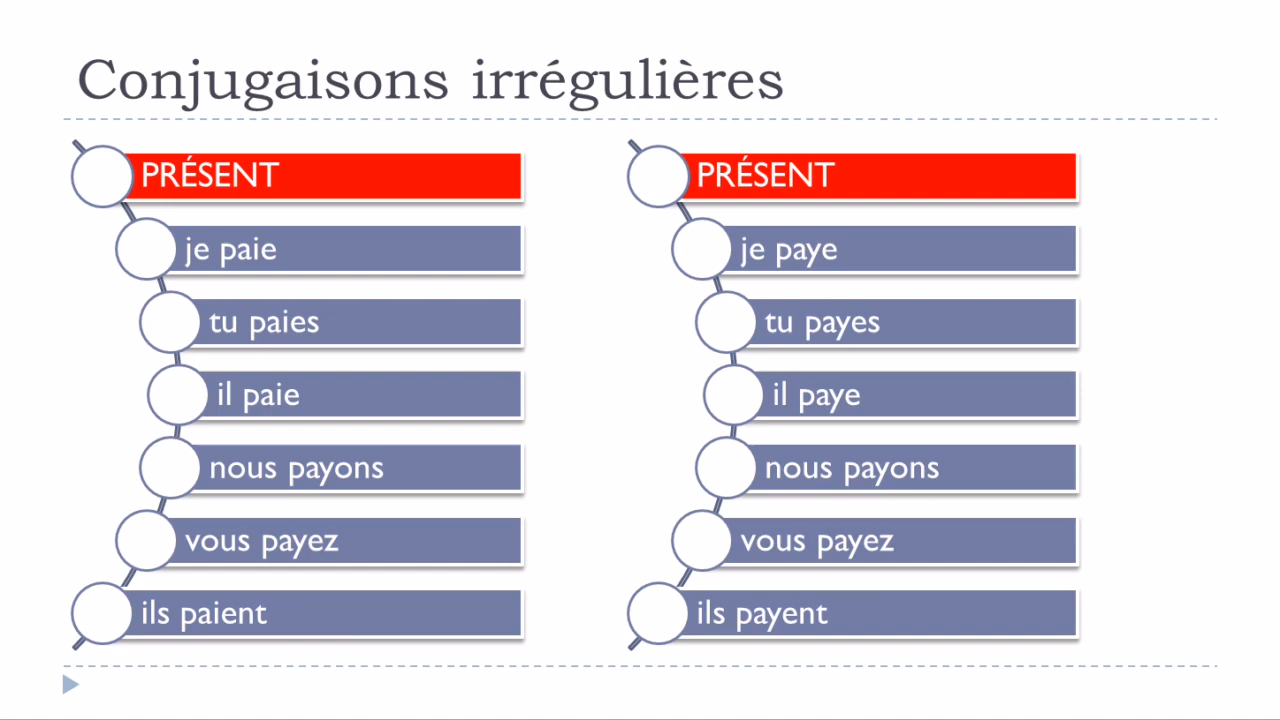 Conjugaisons irrégulières
PRÉSENT
je paie
tu paies
il paie
nous payons
vous payez
ils paient
PRÉSENT
je paye
tu payes
il paye
nous payons
vous payez
ils payent